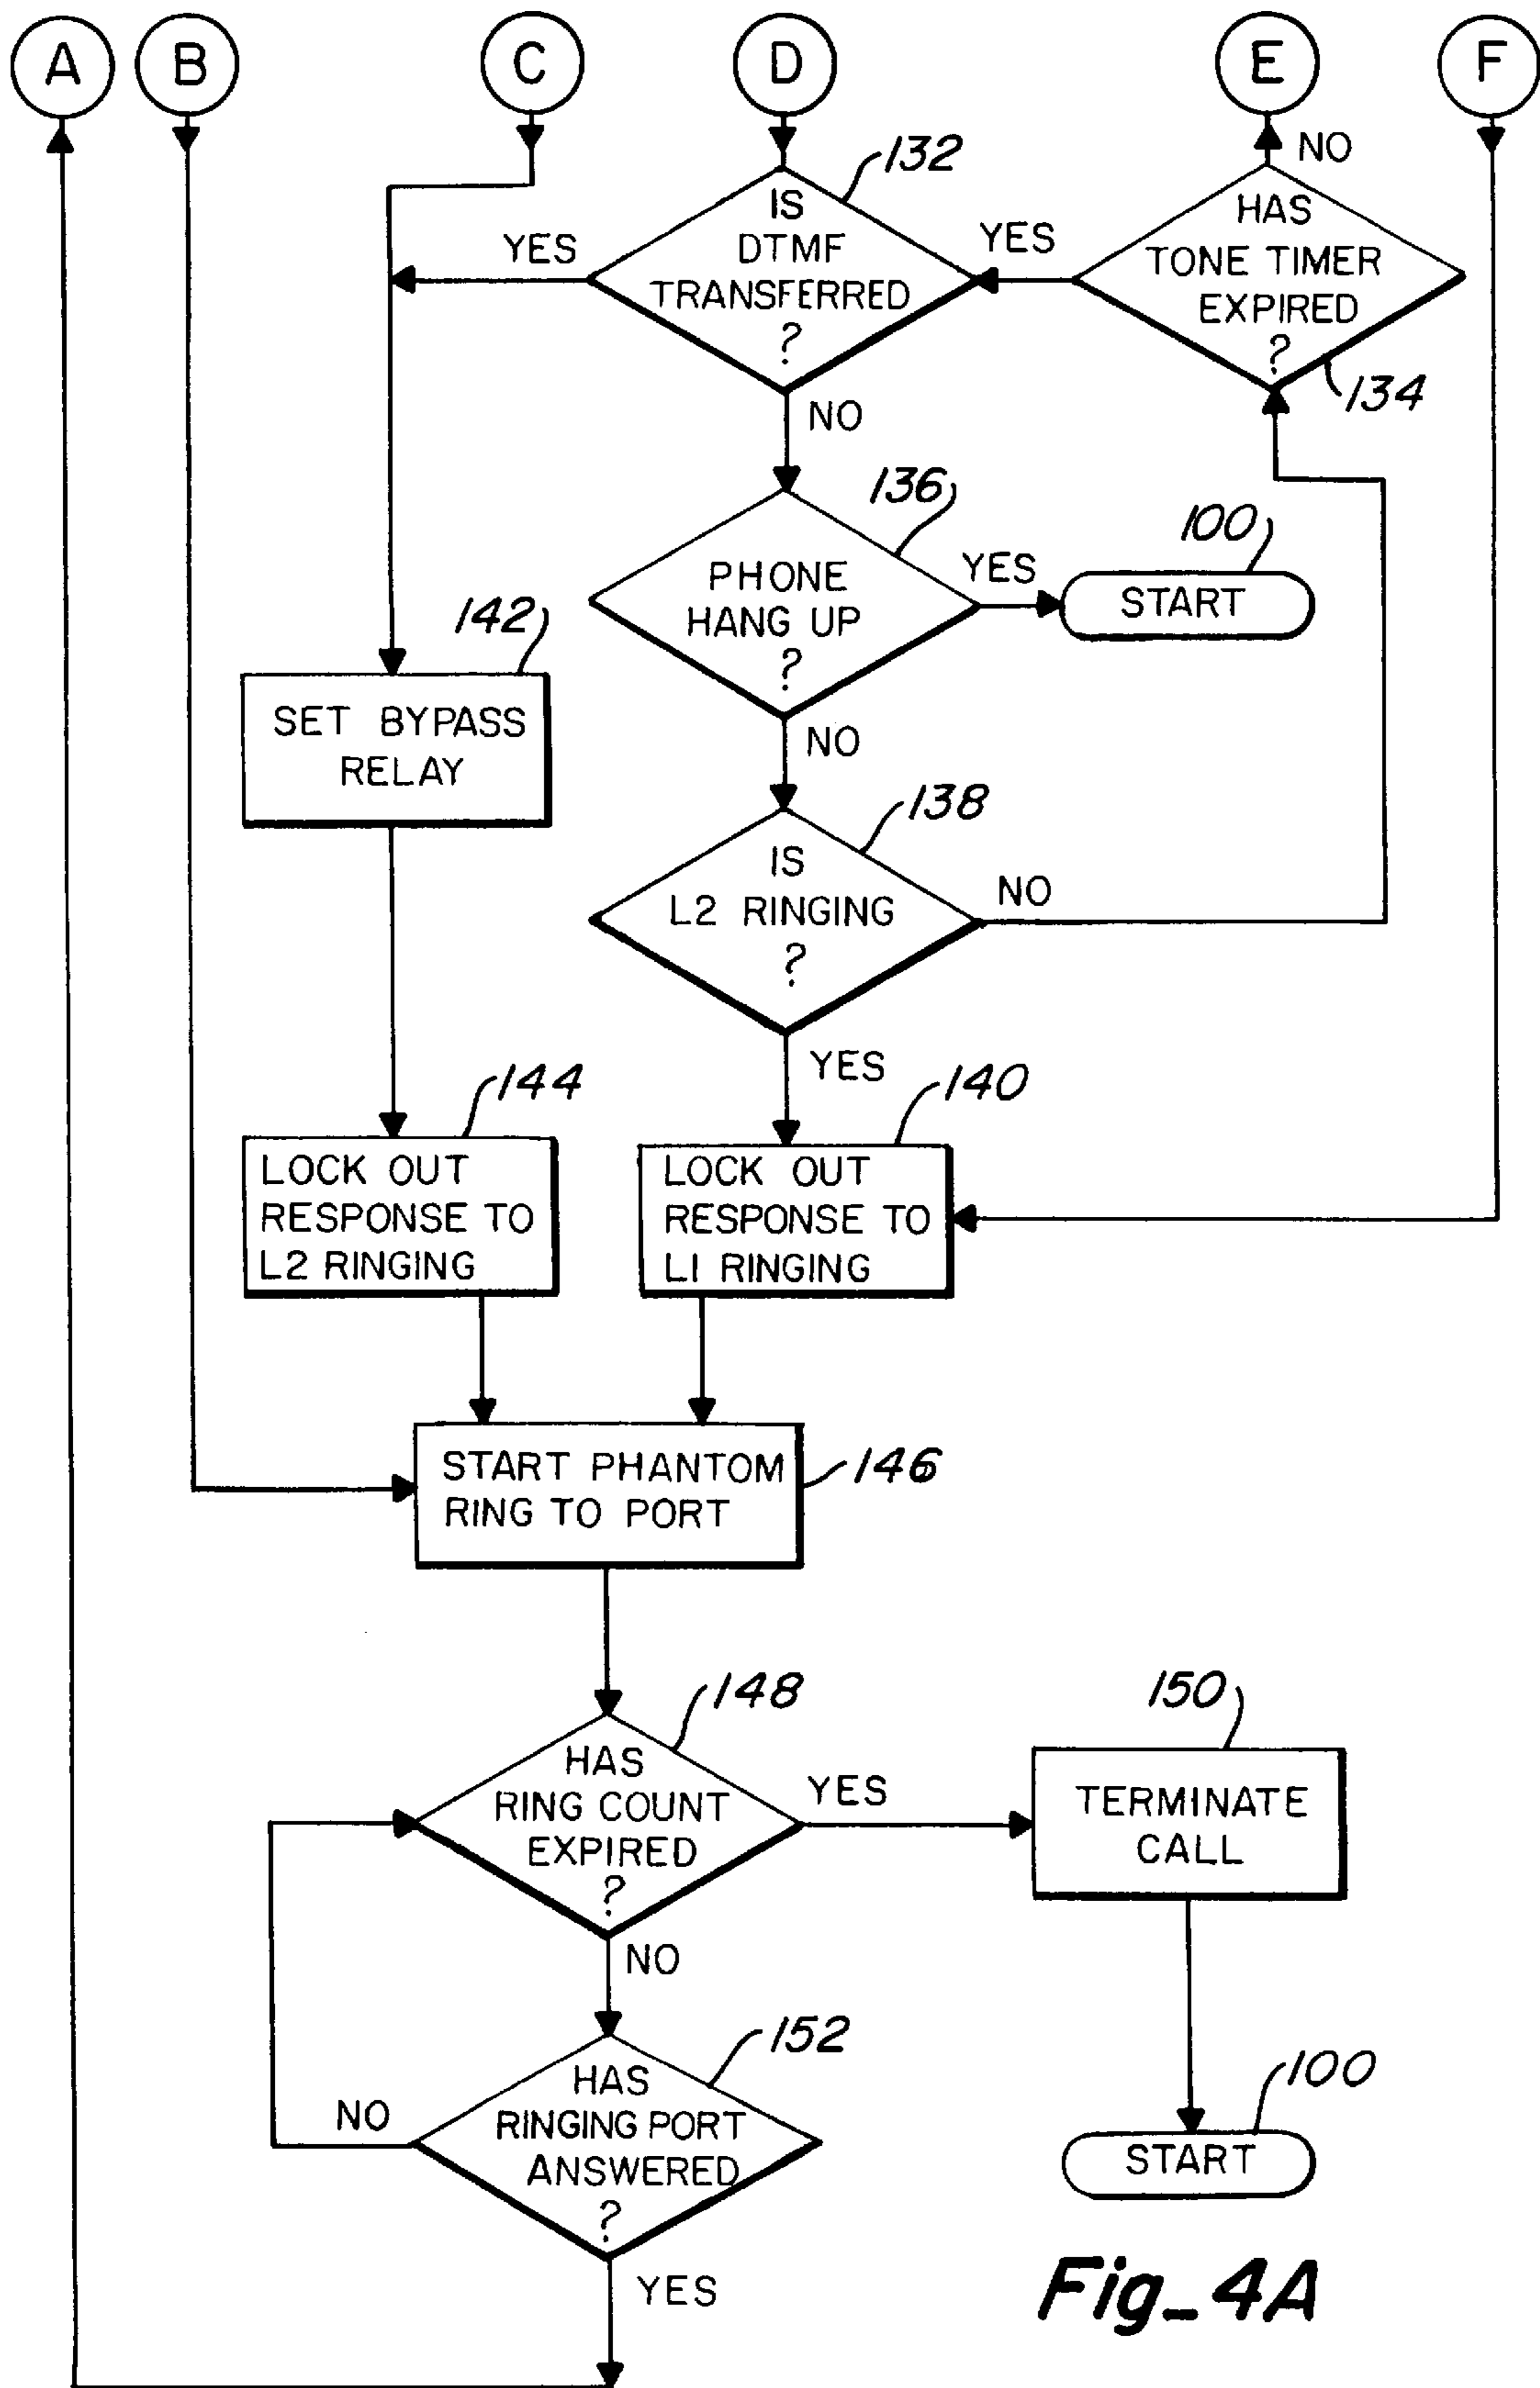 A B C D E F
132
NO
IS
DTMF
TRANSFERRED
?
YES
YES
HAS
TONE TIMER
EXPIRED
?
134
NO
136
PHONE
HANG UP
?
YES
100
START
142
SET BYPASS
RELAY
NO
138
IS
L2 RINGING
?
NO
YES
144
LOCK OUT
RESPONSE TO
L2 RINGING
140
LOCK OUT
RESPONSE TO
L1 RINGING
START PHANTOM
RING TO PORT
146
148
HAS
RING COUNT
EXPIRED
?
YES
150
TERMINATE
CALL
NO
152
HAS
RINGING PORT
ANSWERED
?
NO
100
START
YES
Fig_4A